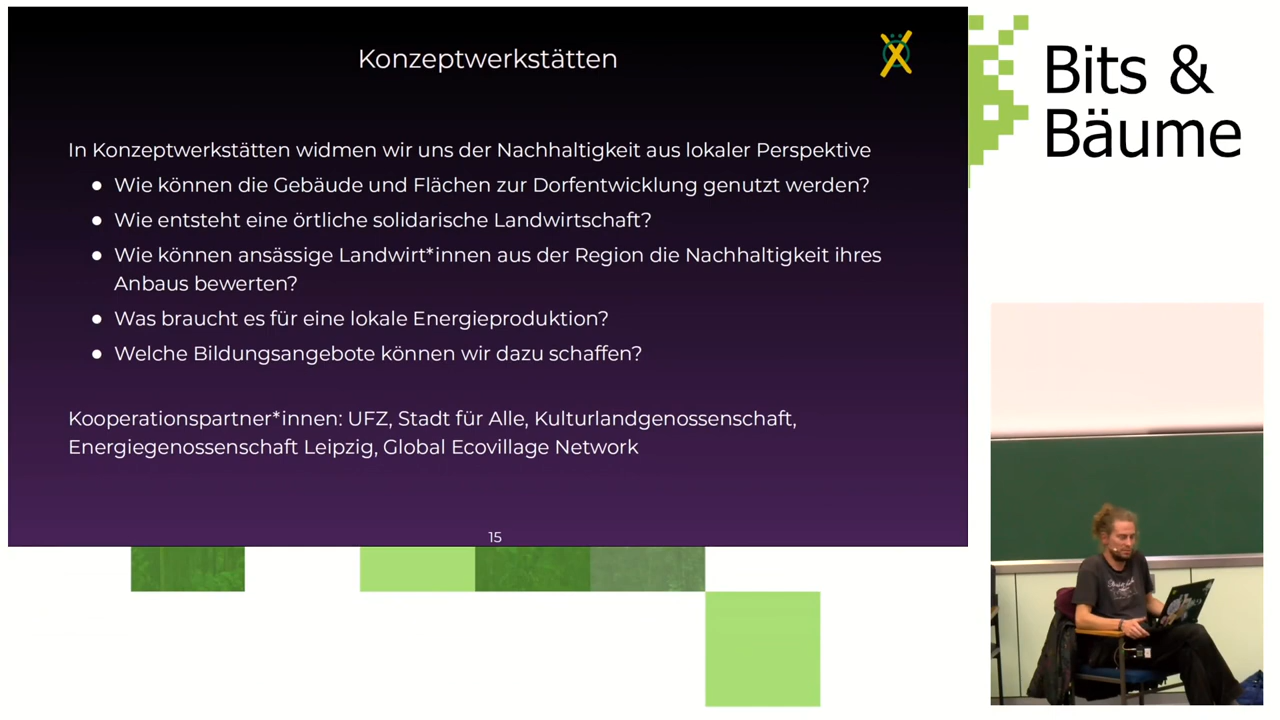 Konzeptwerkstätten
In Konzeptwerkstätten widmen wir uns der Nachhaltigkeit aus lokaler Perspektive
● Wie können die Gebäude und Flächen zur Dorfentwicklung genutzt werden?
● Wie entsteht eine örtliche solidarische Landwirtschaft?
● Wie können ansässige Landwirt*innen aus der Region die Nachhaltigkeit ihres
Anbaus bewerten?
● Was braucht es für eine lokale Energieproduktion?
● Welche Bildungsangebote können wir dazu schaffen?
Kooperationspartner*innen: UFZ, Stadt für Alle, Kulturlandgenossenschaft,
Energiegenossenschaft Leipzig, Global Ecovillage Network
15
Bits &
Bäume